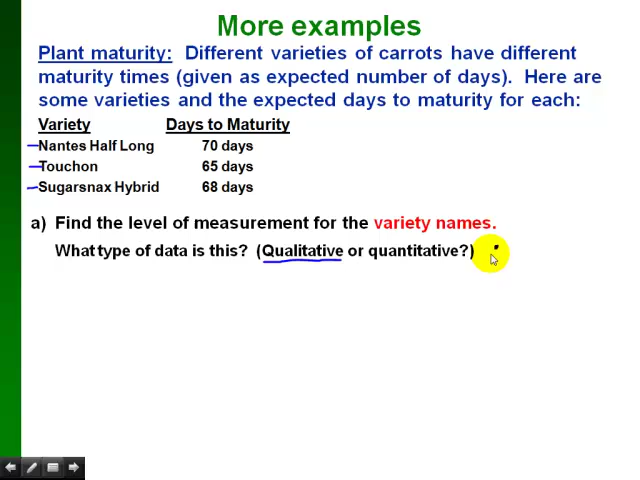 More examples
Plant maturity: Different varieties of carrots have different
maturity times (given as expected number of days). Here are
some varieties and the expected days to maturity for each:
Variety Days to Maturity
Nantes Half Long 70 days
Touchon 65 days
Sugarsnax Hybrid 68 days
a) Find the level of measurement for the variety names.
What type of data is this? (Qualitative or quantitative?)